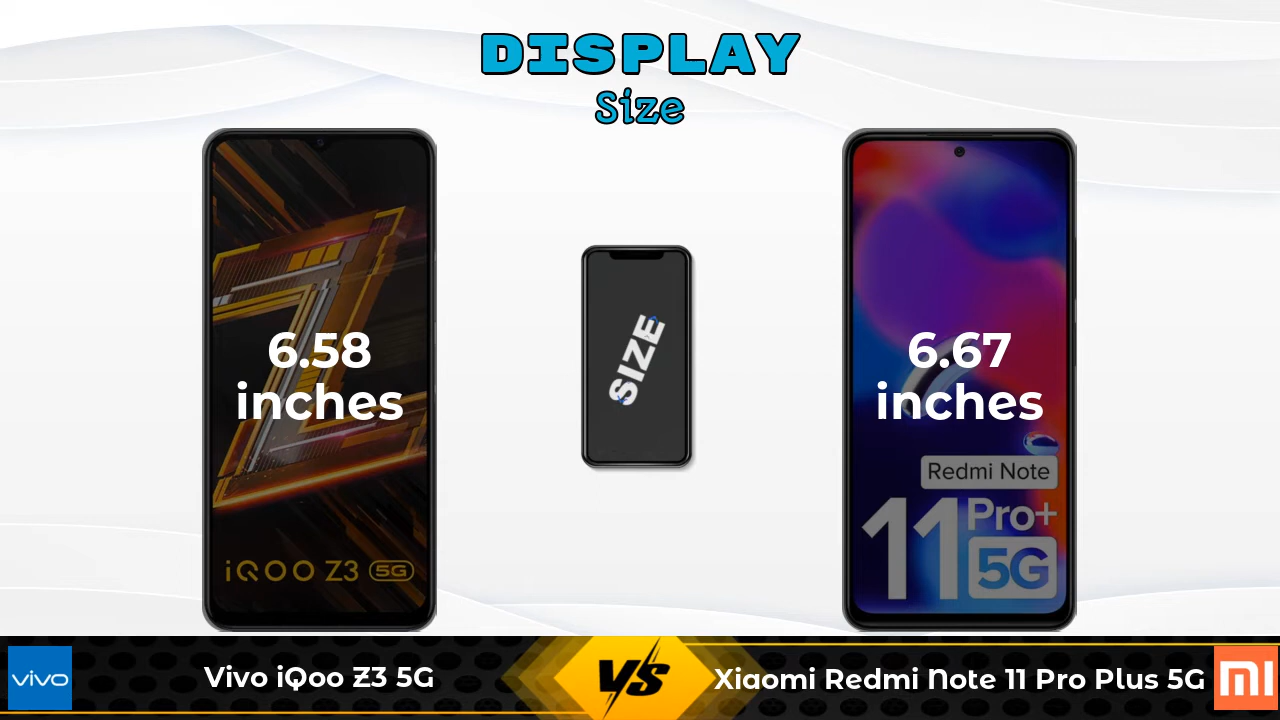 DISPLAY
Size
6.58
inches
iQOO Z3 5G
SIZE
6.67
inches
Redmi Note
11 Pro+
5G
vivo
Vivo iQoo Z3 5G
VS
Xiaomi Redmi Note 11 Pro Plus 5G
MI